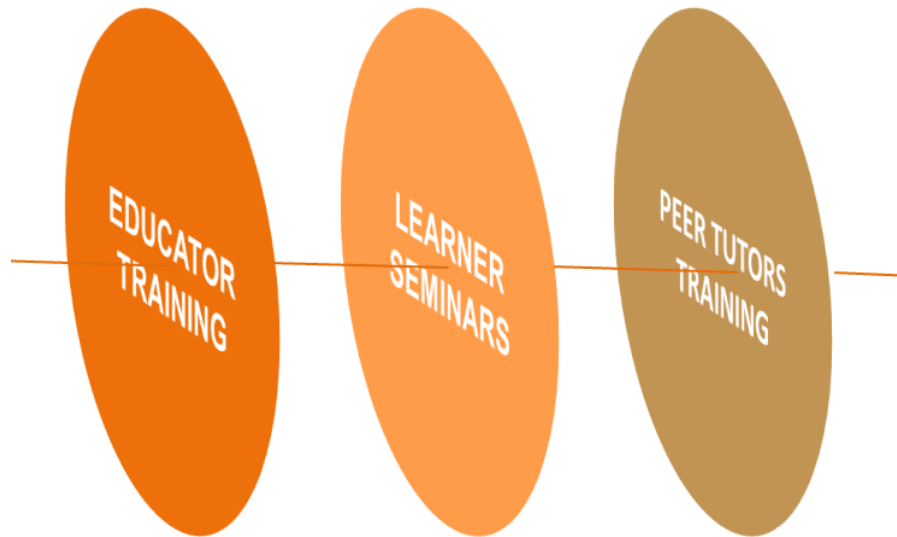 EDUCATOR
TRAINING
LEARNER
SEMINARS
PEER TUTORS
TRAINING